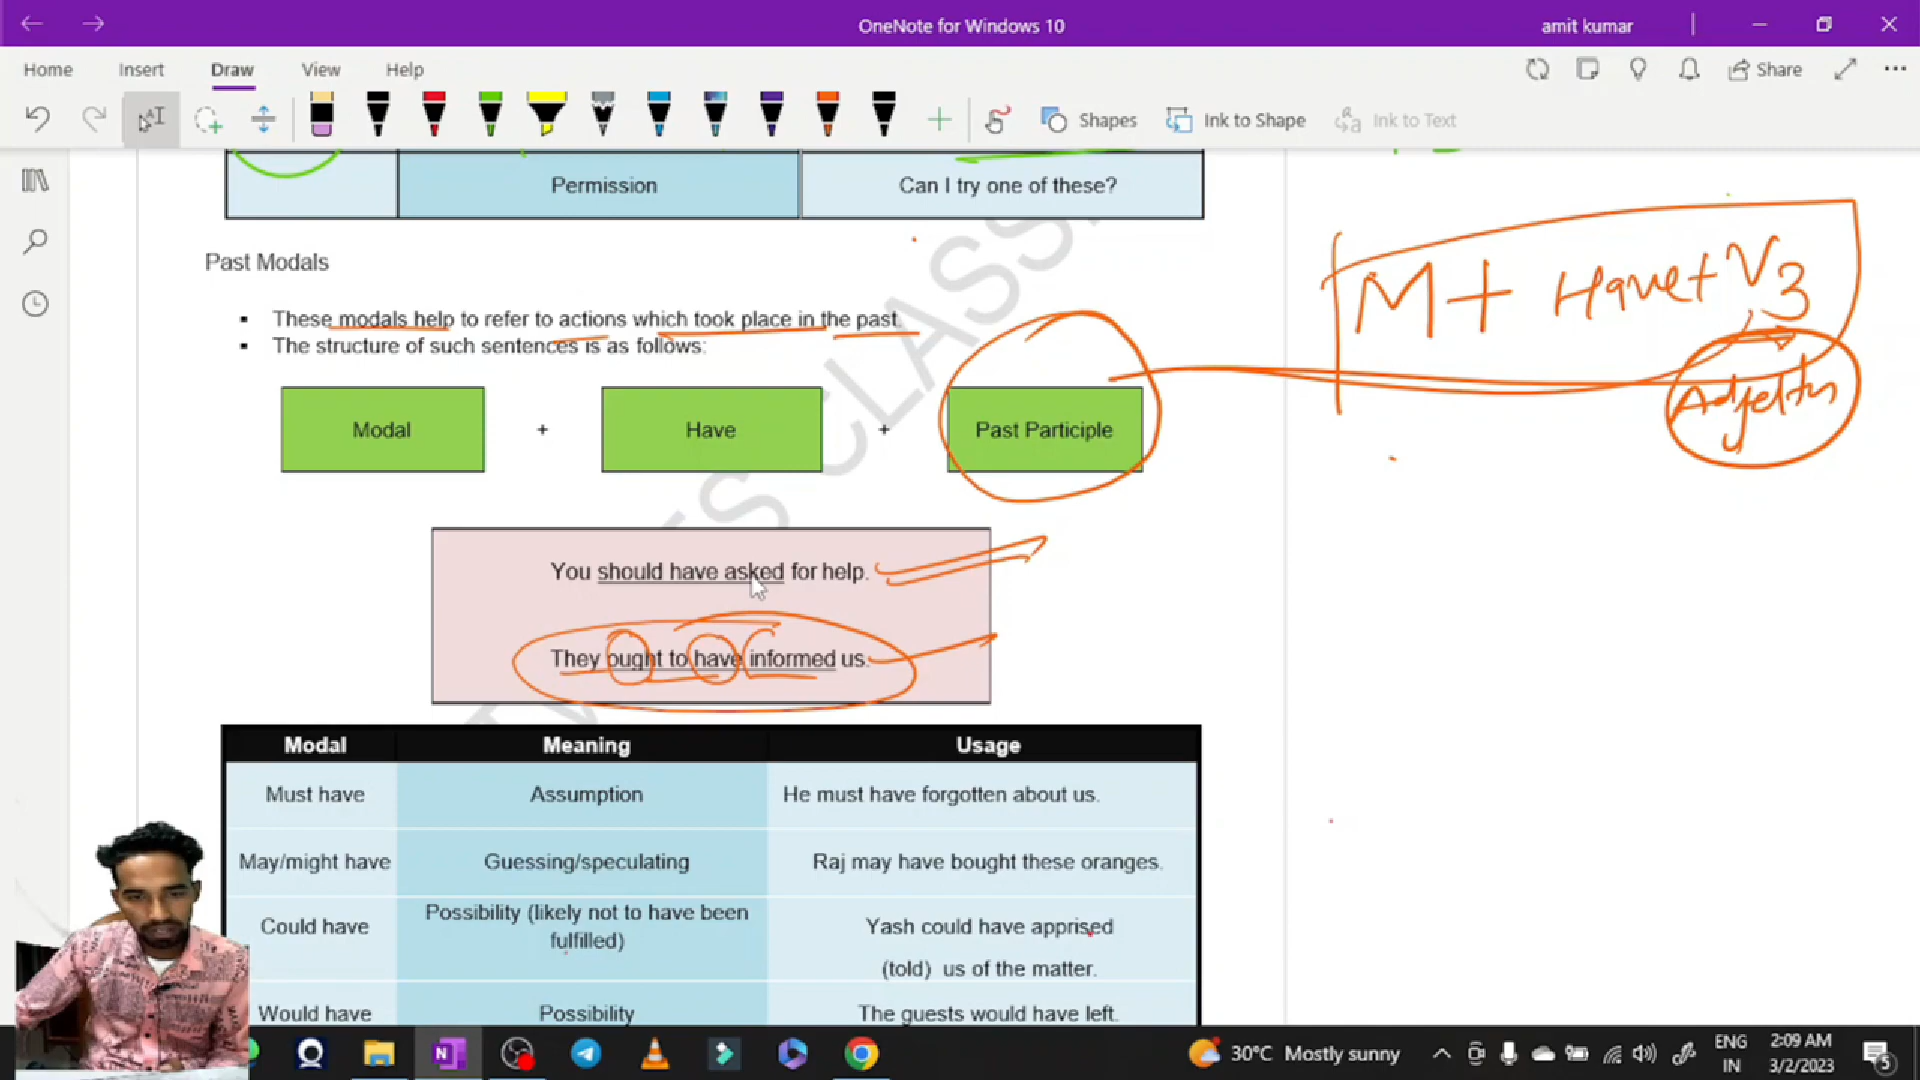 OneNote for Windows 10
amit kumar
Home Insert Draw View Help
Share
Shapes Ink to Shape Ink to Text
Permission Can I try one of these?
Past Modals
M + Have + V3
▪ These modals help to refer to actions which took place in the past.
▪ The structure of such sentences is as follows:
Modal + Have + Past Participle
You should have asked for help.
They ought to have informed us.
Modal Meaning Usage
Must have Assumption He must have forgotten about us.
May/might have Guessing/speculating Raj may have bought these oranges.
Could have Possibility (likely not to have been fulfilled) Yash could have apprised
(told) us of the matter.
Would have Possibility The guests would have left.
30°C Mostly sunny
ENG
IN
2:09 AM
3/2/2023
5